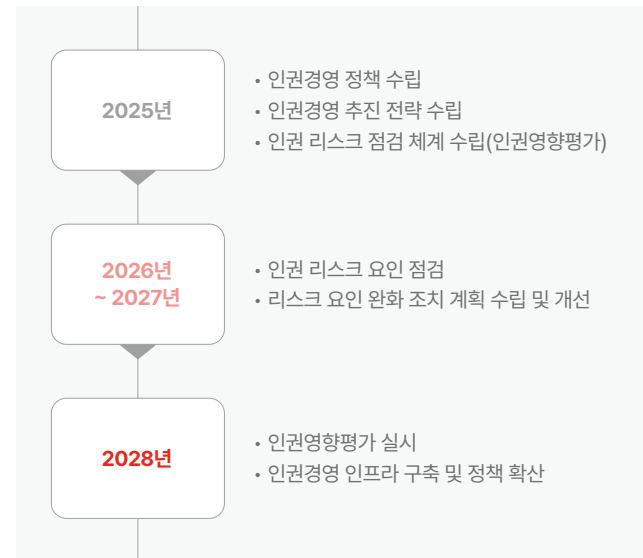 2025년
• 인권경영 정책 수립
• 인권경영 추진 전략 수립
• 인권 리스크 점검 체계 수립(인권영향평가)
2026년
~ 2027년
• 인권 리스크 요인 점검
• 리스크 요인 완화 조치 계획 수립 및 개선
2028년
• 인권영향평가 실시
• 인권경영 인프라 구축 및 정책 확산